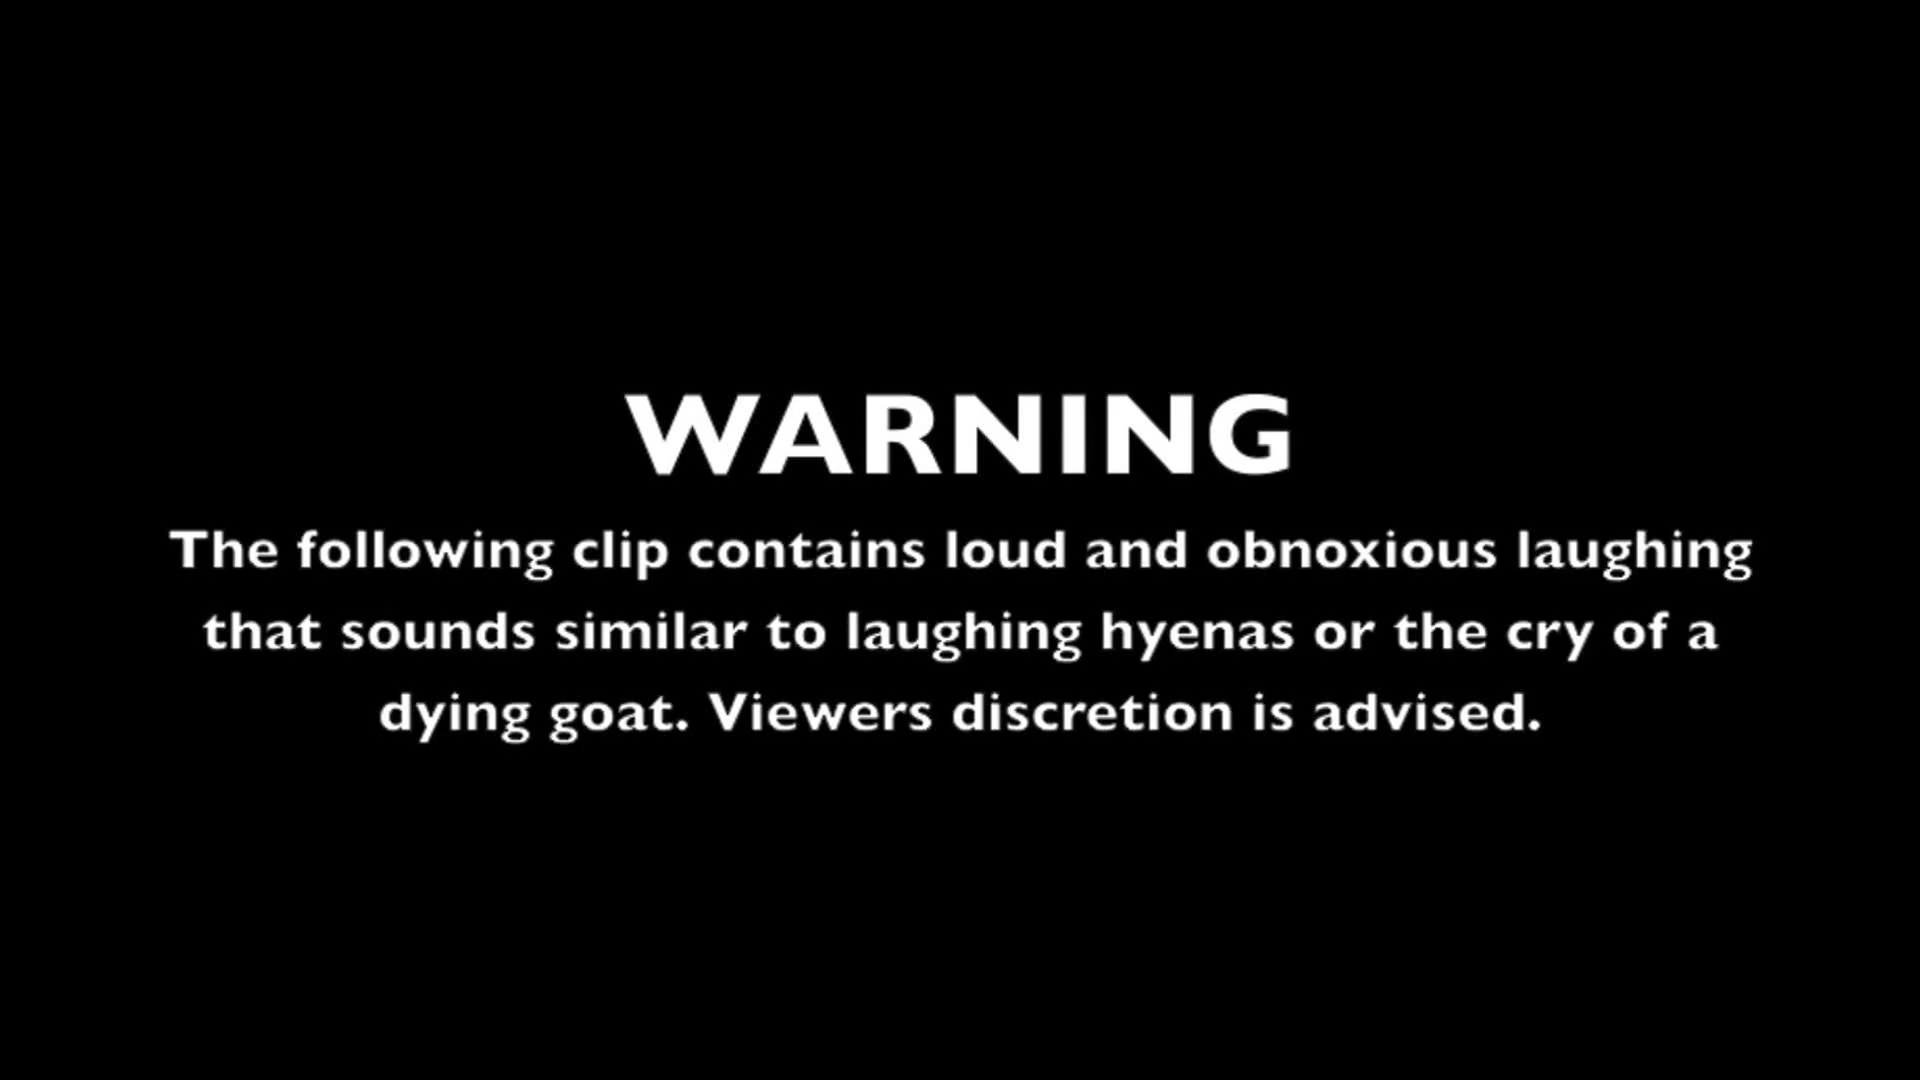 WARNING
The following clip contains loud and obnoxious laughing
that sounds similar to laughing hyenas or the cry of a
dying goat. Viewers discretion is advised.